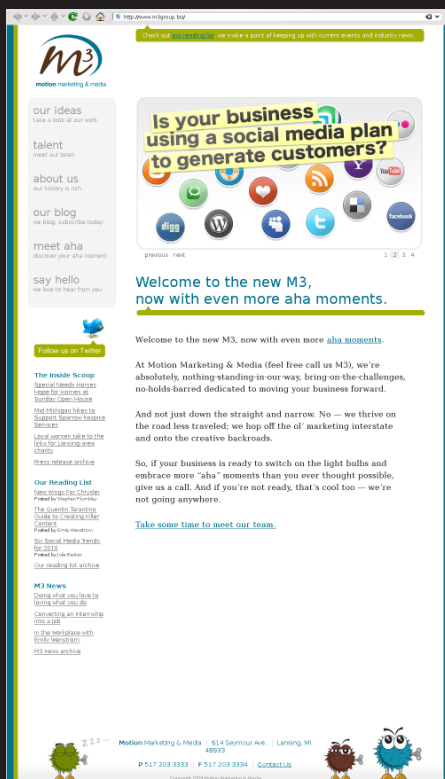 http://www.m3group.biz/
Check out our reading list we make a point of keeping up with current events and industry news.
m3
motion marketing & media
our ideas
take a look at our work
talent
meet our team
about us
our history is rich
our blog
we blog, subscribe today
meet aha
discover your aha moment
say hello
we love to hear from you
Is your business
using a social media plan
to generate customers?
You Tube
digg
facebook
previous next
1 2 3 4
Welcome to the new M3,
now with even more aha moments.
Follow us on Twitter
Welcome to the new M3, now with even more aha moments.
At Motion Marketing & Media (feel free call us M3), we’re
absolutely, nothing-standing-in-our-way, bring-on-the-challenges,
no-holds-barred dedicated to moving your business forward.
And not just down the straight and narrow. No — we thrive on
the road less traveled; we hop off the ol’ marketing interstate
and onto the creative backroads.
So, if your business is ready to switch on the light bulbs and
embrace more “aha” moments than you ever thought possible,
give us a call. And if you’re not ready, that’s cool too — we’re
not going anywhere.
Take some time to meet our team.
The Inside Scoop
Special Needs Horses
Hope for Homes at
Sunday Open House
Mid-Michigan hikes to
Support Sparrow hospice
Services
Local women take to the
links for Lansing-area
charity
Press release archive
Our Reading List
New Wings For Chrysler
Posted by Stephen Plumbley
The Quentin Tarantino
Guide to Creating Killer
Content
Posted by Emily Wenstrom
Six Social Media Trends
for 2010
Our reading list archive
M3 News
Doing what you love to
loving what you do
Converting an internship
into a job
In the Workplace with
Emily Wenstrom
M3 news archive
zzz...
Motion Marketing & Media | 614 Seymour Ave. | Lansing, MI
48933
P 517 203 3333 | F 517 203 3334 | Contact Us